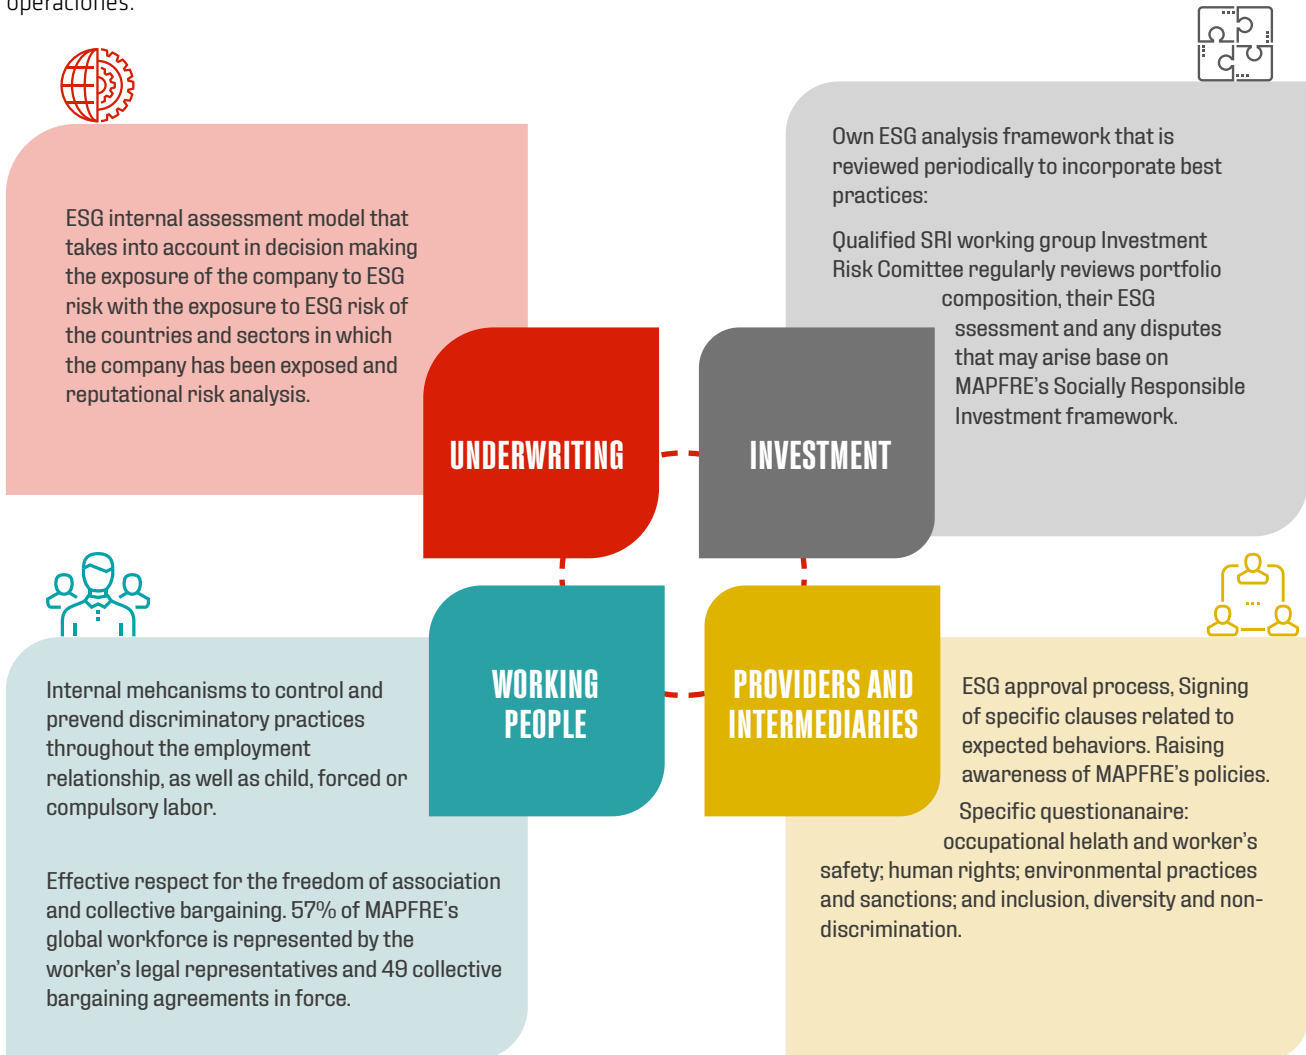 operaciones.
ESG internal assessment model that
takes into account in decision making
the exposure of the company to ESG
risk with the exposure to ESG risk of
the countries and sectors in which
the company has been exposed and
reputational risk analysis.
UNDERWRITING
Own ESG analysis framework that is
reviewed periodically to incorporate best
practices:
Qualified SRI working group Investment
Risk Comittee regularly reviews portfolio
composition, their ESG
ssessment and any disputes
that may arise base on
MAPFRE's Socially Responsible
Investment framework.
INVESTMENT
Internal mehcanisms to control and
prevend discriminatory practices
throughout the employment
relationship, as well as child, forced or
compulsory labor.
Effective respect for the freedom of association
and collective bargaining. 57% of MAPFRE's
global workforce is represented by the
worker's legal representatives and 49 collective
bargaining agreements in force.
WORKING
PEOPLE
PROVIDERS AND
INTERMEDIARIES
ESG approval process, Signing
of specific clauses related to
expected behaviors. Raising
awareness of MAPFRE's policies.
Specific questionanaire:
occupational helath and worker's
safety; human rights; environmental practices
and sanctions; and inclusion, diversity and non-
discrimination.